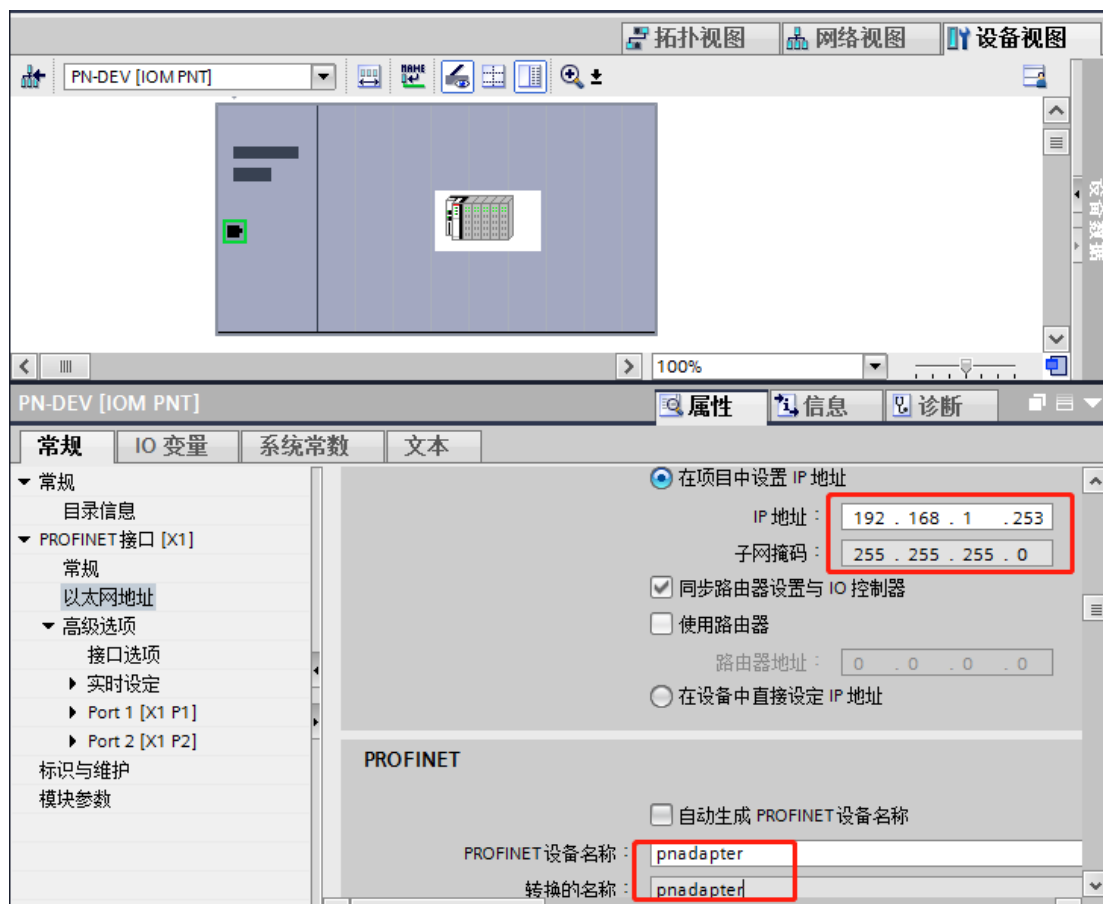 拓扑视图 网络视图 设备视图
PN-DEV [IOM PNT]
NAME
设备数据
100%
PN-DEV [IOM PNT] 属性 信息 诊断
常规 IO 变量 系统常数 文本
常规
目录信息
PROFINET接口 [X1]
常规
以太网地址
高级选项
接口选项
实时设定
Port 1 [X1 P1]
Port 2 [X1 P2]
标识与维护
模块参数
在项目中设置 IP 地址
IP 地址： 192 . 168 . 1 . 253
子网掩码： 255 . 255 . 255 . 0
同步路由器设置与 IO 控制器
使用路由器
路由器地址： 0 . 0 . 0 . 0
在设备中直接设定 IP 地址
PROFINET
自动生成 PROFINET设备名称
PROFINET设备名称： pnadapter
转换的名称： pnadapter